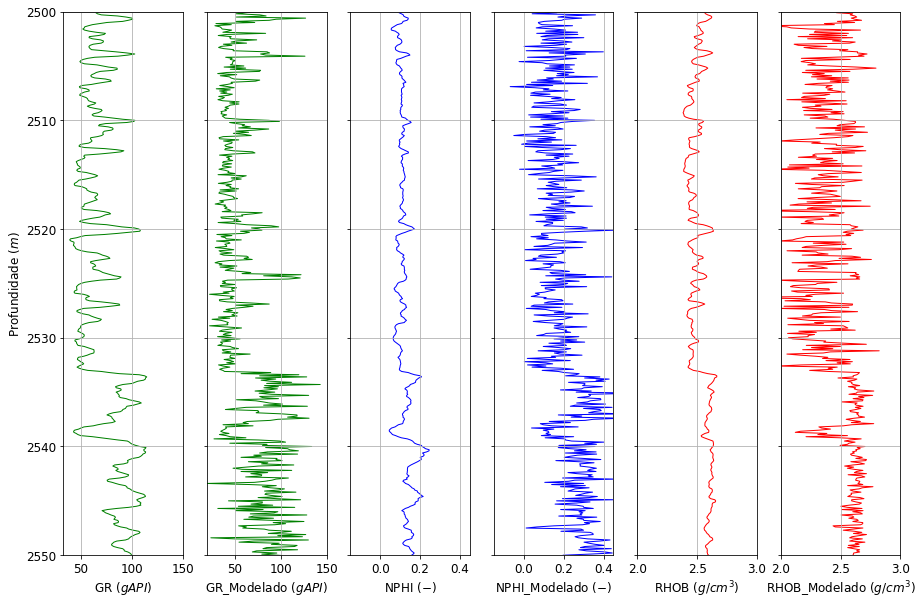 2500
2510
2520
2530
2540
2550
Profundidade (m)
50 100 150
GR (gAPI)
50 100 150
GR_Modelado (gAPI)
0.0 0.2 0.4
NPHI (−)
0.0 0.2 0.4
NPHI_Modelado (−)
2.0 2.5 3.0
RHOB (g/cm³)
2.0 2.5 3.0
RHOB_Modelado (g/cm³)